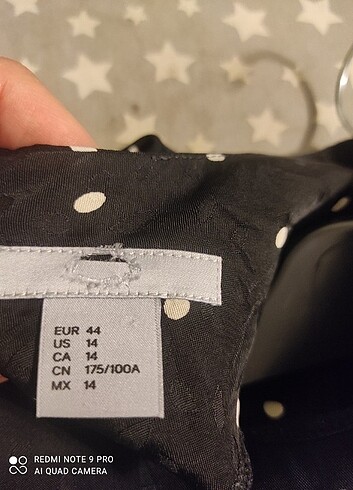 EUR 44
US 14
CA 14
CN 175/100A
MX 14
REDMI NOTE 9 PRO
AI QUAD CAMERA